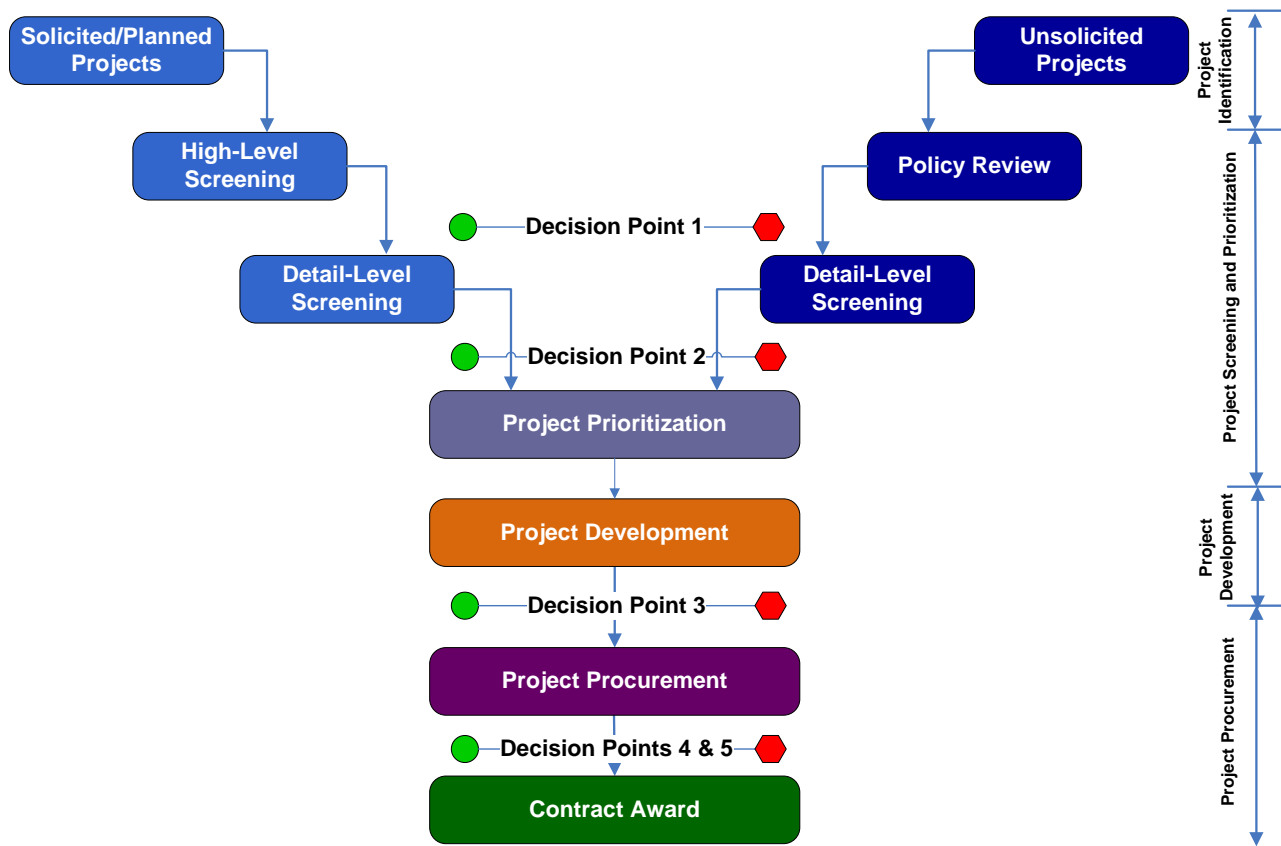 Solicited/Planned
Projects
Unsolicited
Projects
Project
Identification
High-Level
Screening
Policy Review
Decision Point 1
Detail-Level
Screening
Detail-Level
Screening
Project Screening and Prioritization
Decision Point 2
Project Prioritization
Project Development
Project
Development
Decision Point 3
Project Procurement
Project Procurement
Decision Points 4 & 5
Contract Award